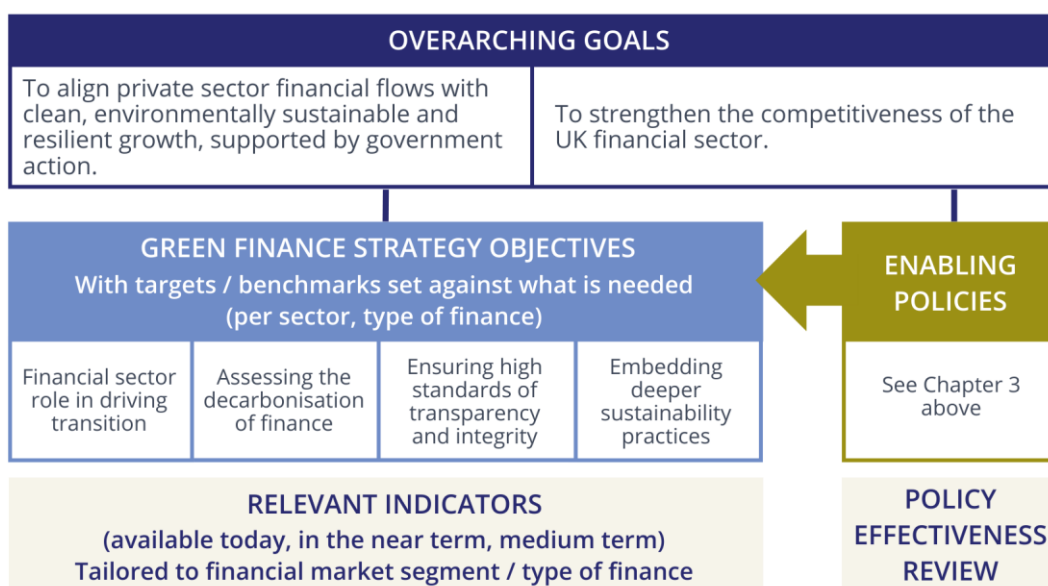 OVERARCHING GOALS
To align private sector financial flows with
clean, environmentally sustainable and
resilient growth, supported by government
action.
To strengthen the competitiveness of the
UK financial sector.
GREEN FINANCE STRATEGY OBJECTIVES
With targets / benchmarks set against what is needed
(per sector, type of finance)
Financial sector
role in driving
transition
Assessing the
decarbonisation
of finance
Ensuring high
standards of
transparency
and integrity
Embedding
deeper
sustainability
practices
ENABLING
POLICIES
See Chapter 3
above
RELEVANT INDICATORS
(available today, in the near term, medium term)
Tailored to financial market segment / type of finance
POLICY
EFFECTIVENESS
REVIEW